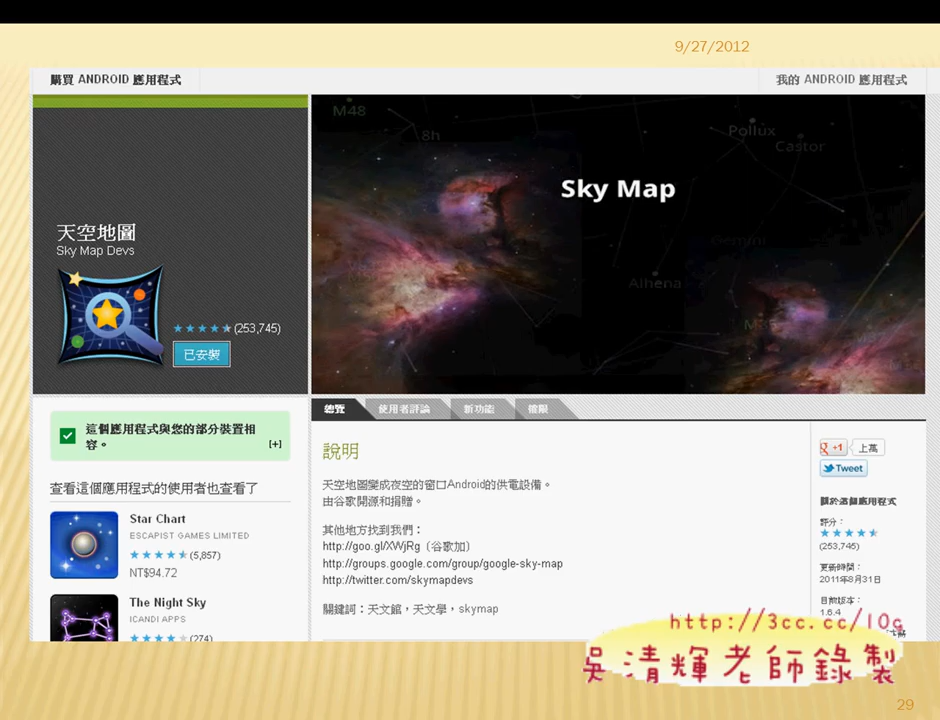 9/27/2012
購買 ANDROID 應用程式
我的 ANDROID 應用程式
M48
8h
Pollux
Castor
Sky Map
Gemini
Alhena
天空地圖
Sky Map Devs
(253,745)
已安裝
總覽
使用者評論
新功能
權限
這個應用程式與您的部分裝置相
容。
[+]
查看這個應用程式的使用者也查看了
Star Chart
ESCAPIST GAMES LIMITED
(5,857)
NT$94.72
The Night Sky
ICANDI APPS
(274)
說明
天空地圖變成夜空的窗口Android的供電設備。
由谷歌開源和捐贈。
其他地方找到我們：
http://goo.gl/XWjRg（谷歌加）
http://groups.google.com/group/google-sky-map
http://twitter.com/skymapdevs
關鍵詞：天文館，天文學，skymap
+1
上萬
Tweet
關於這個應用程式
評分：
(253,745)
更新時間：
2011年8月31日
目前版本：
1.6.4
http://3cc.cc/10g
吳清輝老師錄製
29